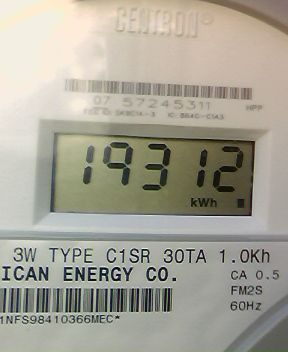 CENTRON®
07 57245311 HPP
19312
kWh
3W TYPE C1SR 30TA 1.0Kh
ICAN ENERGY CO. CA 0.5
FM2S
60Hz
1NFS98410366MEC*